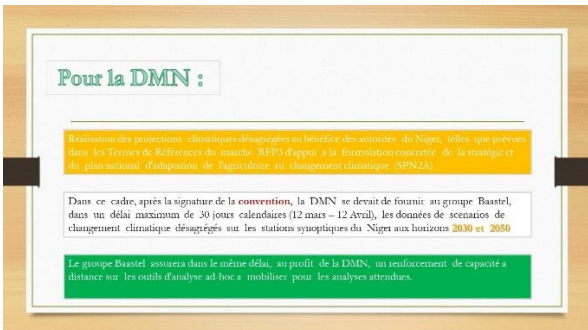 Pour la DMN :
Réalisation des projections climatiques désagrégées au bénéfice des autorités du Niger, telles que prévues
dans les Termes de Références du marche RFP3 d'appui a la formulation concertée de la stratégie et
du plan national d'adaptation de l'agriculture au changement climatique (SPN2A)
Dans ce cadre, après la signature de la convention, la DMN se devait de fournir au groupe Baastel,
dans un délai maximum de 30 jours calendaires (12 mars – 12 Avril), les données de scenarios de
changement climatique désagrégés sur les stations synoptiques du Niger aux horizons 2030 et 2050
Le groupe Baastel assurera dans le même délai, au profit de la DMN, un renforcement de capacité a
distance sur les outils d'analyse ad-hoc a mobiliser pour les analyses attendues.